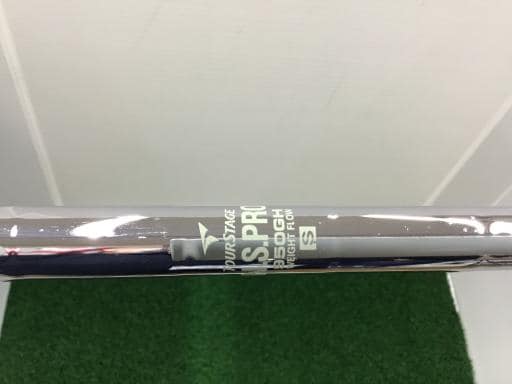 TOURSTAGE
N.S.PRO
950GH
WEIGHT FLOW
S